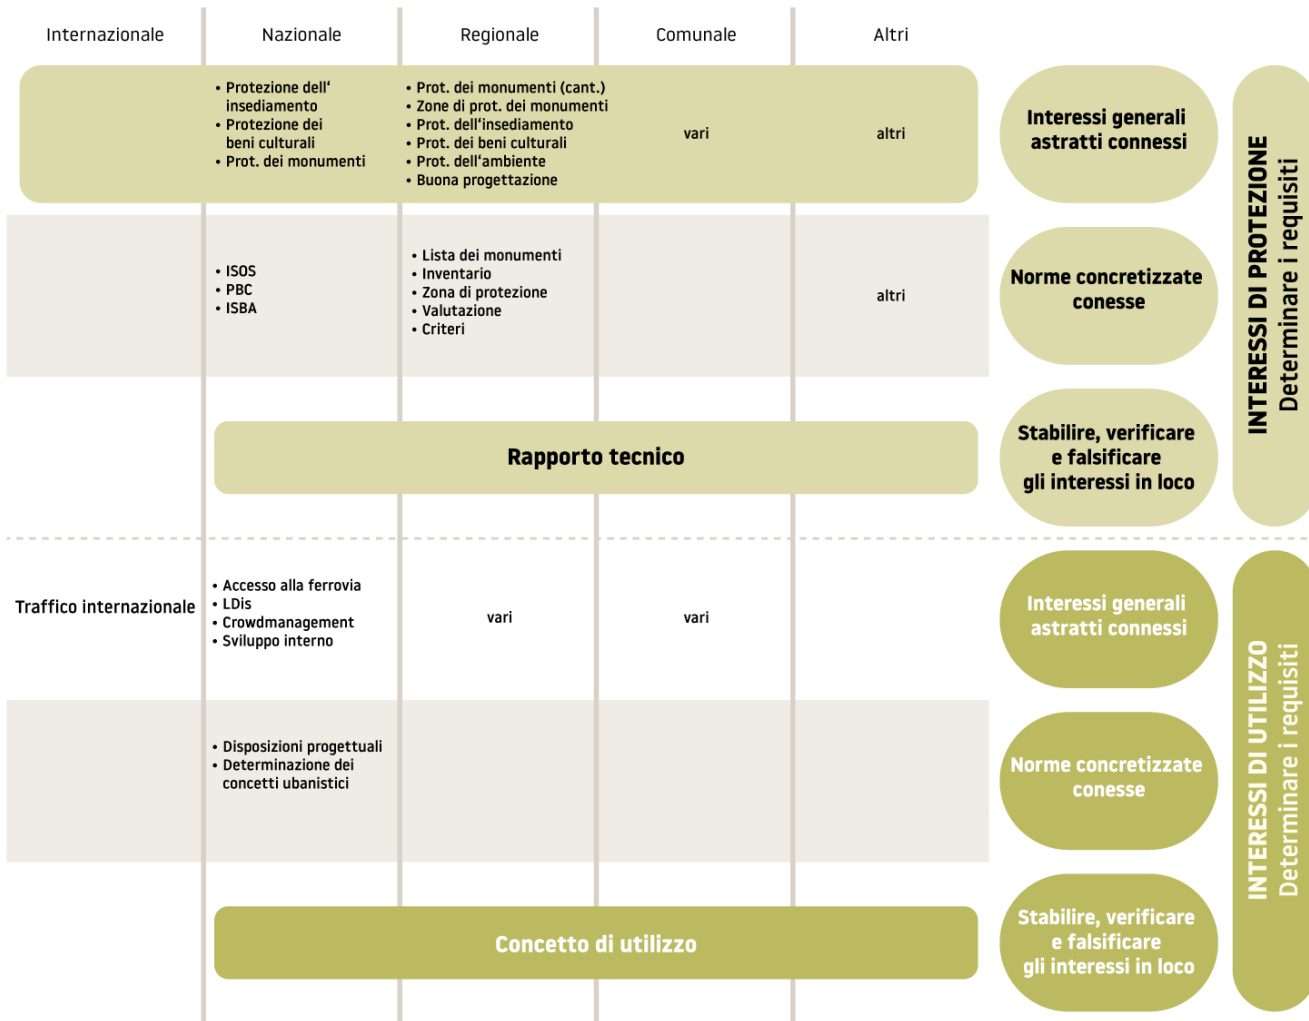 Internazionale
Nazionale
Regionale
Comunale
Altri
• Protezione dell‘
insediamento
• Protezione dei
beni culturali
• Prot. dei monumenti
• Prot. dei monumenti (cant.)
• Zone di prot. dei monumenti
• Prot. dell‘insediamento
• Prot. dei beni culturali
• Prot. dell‘ambiente
• Buona progettazione
vari
altri
Interessi generali
astratti connessi
• ISOS
• PBC
• ISBA
• Lista dei monumenti
• Inventario
• Zona di protezione
• Valutazione
• Criteri
altri
Norme concretizzate
conesse
Rapporto tecnico
Stabilire, verificare
e falsificare
gli interessi in loco
INTERESSI DI PROTEZIONE
Determinare i requisiti
Traffico internazionale
• Accesso alla ferrovia
• LDis
• Crowdmanagement
• Sviluppo interno
vari
vari
Interessi generali
astratti connessi
• Disposizioni progettuali
• Determinazione dei
concetti ubanistici
Norme concretizzate
conesse
Concetto di utilizzo
Stabilire, verificare
e falsificare
gli interessi in loco
INTERESSI DI UTILIZZO
Determinare i requisiti